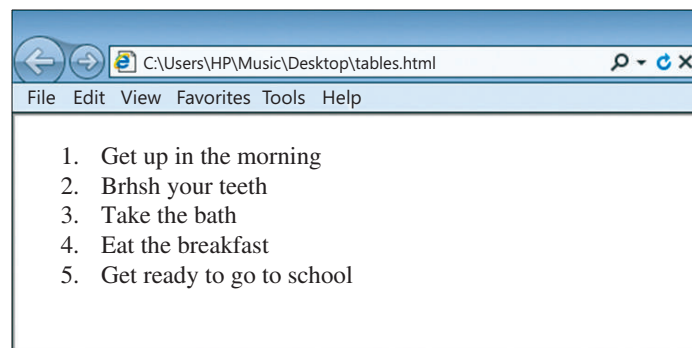 C:\Users\HP\Music\Desktop\tables.html
File Edit View Favorites Tools Help
1. Get up in the morning
2. Brhsh your teeth
3. Take the bath
4. Eat the breakfast
5. Get ready to go to school